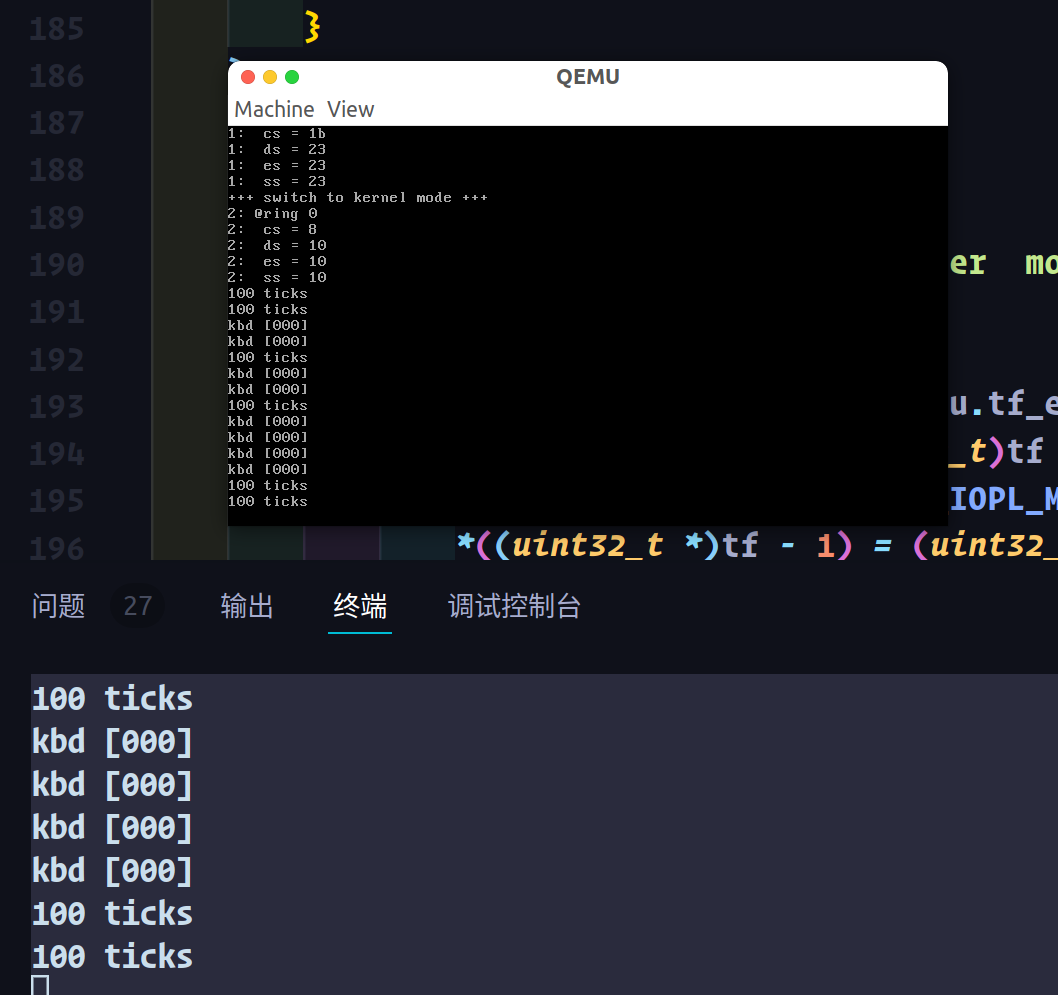 185 }
186
QEMU
Machine View
187
1: cs = 1b
1: ds = 23
188
1: es = 23
1: ss = 23
+++ switch to kernel mode +++
189
2: @ring 0
2: cs = 8
2: ds = 10
190
er mo
2: es = 10
2: ss = 10
100 ticks
191
100 ticks
kbd [000]
kbd [000]
192
100 ticks
kbd [000]
kbd [000]
193
u.tf_e
100 ticks
kbd [000]
kbd [000]
194
_t)tf
kbd [000]
kbd [000]
100 ticks
195
IOPL_M
100 ticks
196 *((uint32_t *)tf - 1) = (uint32_
问题 27 输出 终端 调试控制台
100 ticks
kbd [000]
kbd [000]
kbd [000]
kbd [000]
100 ticks
100 ticks